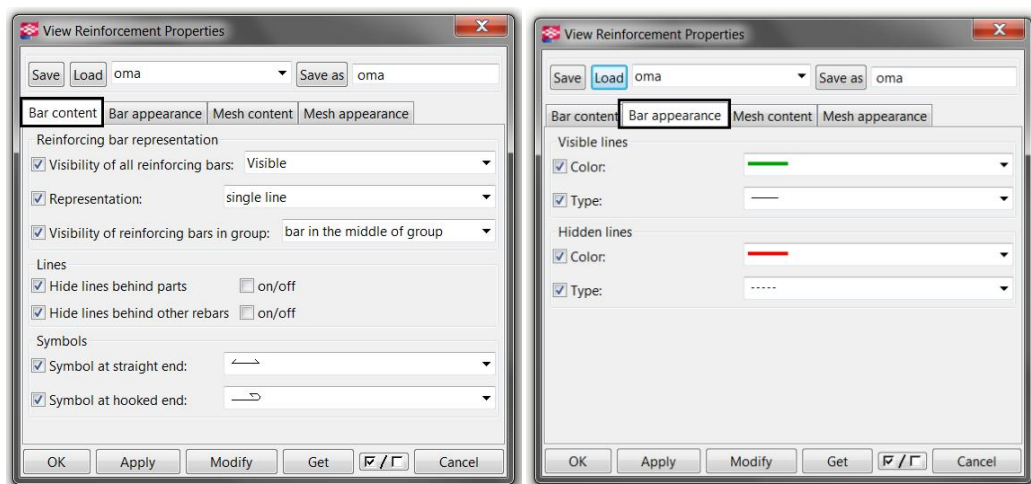 View Reinforcement Properties
Save Load oma Save as oma
Bar content Bar appearance Mesh content Mesh appearance
Reinforcing bar representation
Visibility of all reinforcing bars: Visible
Representation: single line
Visibility of reinforcing bars in group: bar in the middle of group
Lines
Hide lines behind parts on/off
Hide lines behind other rebars on/off
Symbols
Symbol at straight end:
Symbol at hooked end:
OK Apply Modify Get / Cancel
View Reinforcement Properties
Save Load oma Save as oma
Bar content Bar appearance Mesh content Mesh appearance
Visible lines
Color:
Type:
Hidden lines
Color:
Type:
OK Apply Modify Get / Cancel